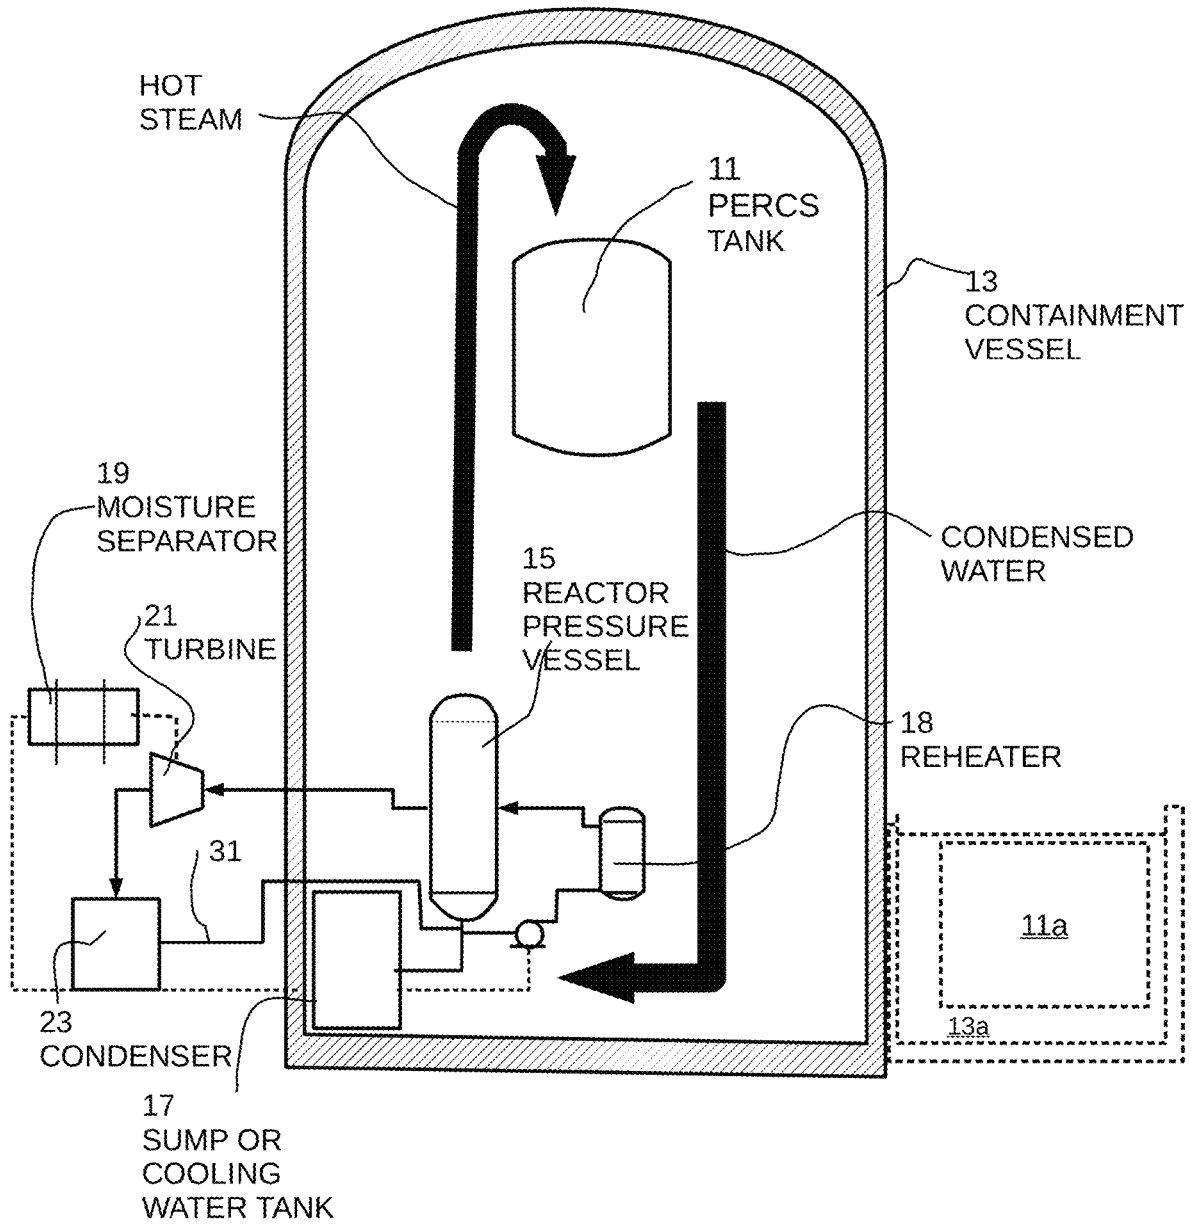 HOT
STEAM
11
PERCS
TANK
13
CONTAINMENT
VESSEL
19
MOISTURE
SEPARATOR
CONDENSED
WATER
15
REACTOR
PRESSURE
VESSEL
21
TURBINE
18
REHEATER
31
11a
13a
23
CONDENSER
17
SUMP OR
COOLING
WATER TANK